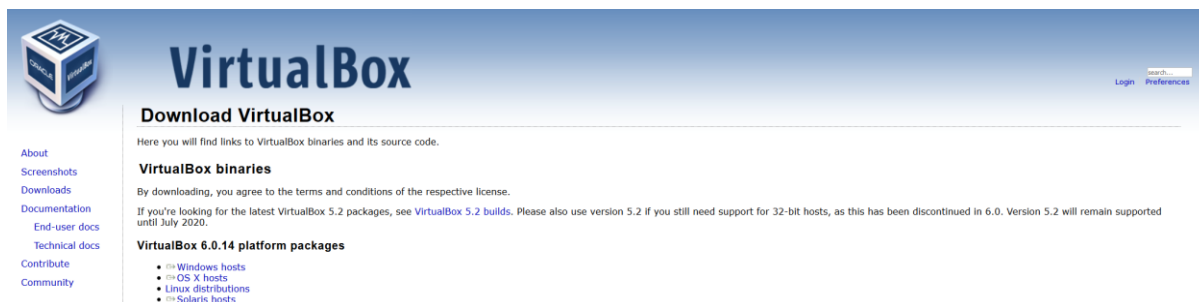 ORACLE
VirtualBox
VirtualBox
search...
Login Preferences
Download VirtualBox
Here you will find links to VirtualBox binaries and its source code.
About
Screenshots
Downloads
Documentation
End-user docs
Technical docs
Contribute
Community
VirtualBox binaries
By downloading, you agree to the terms and conditions of the respective license.
If you're looking for the latest VirtualBox 5.2 packages, see VirtualBox 5.2 builds. Please also use version 5.2 if you still need support for 32-bit hosts, as this has been discontinued in 6.0. Version 5.2 will remain supported
until July 2020.
VirtualBox 6.0.14 platform packages
• Windows hosts
• OS X hosts
• Linux distributions
• Solaris hosts